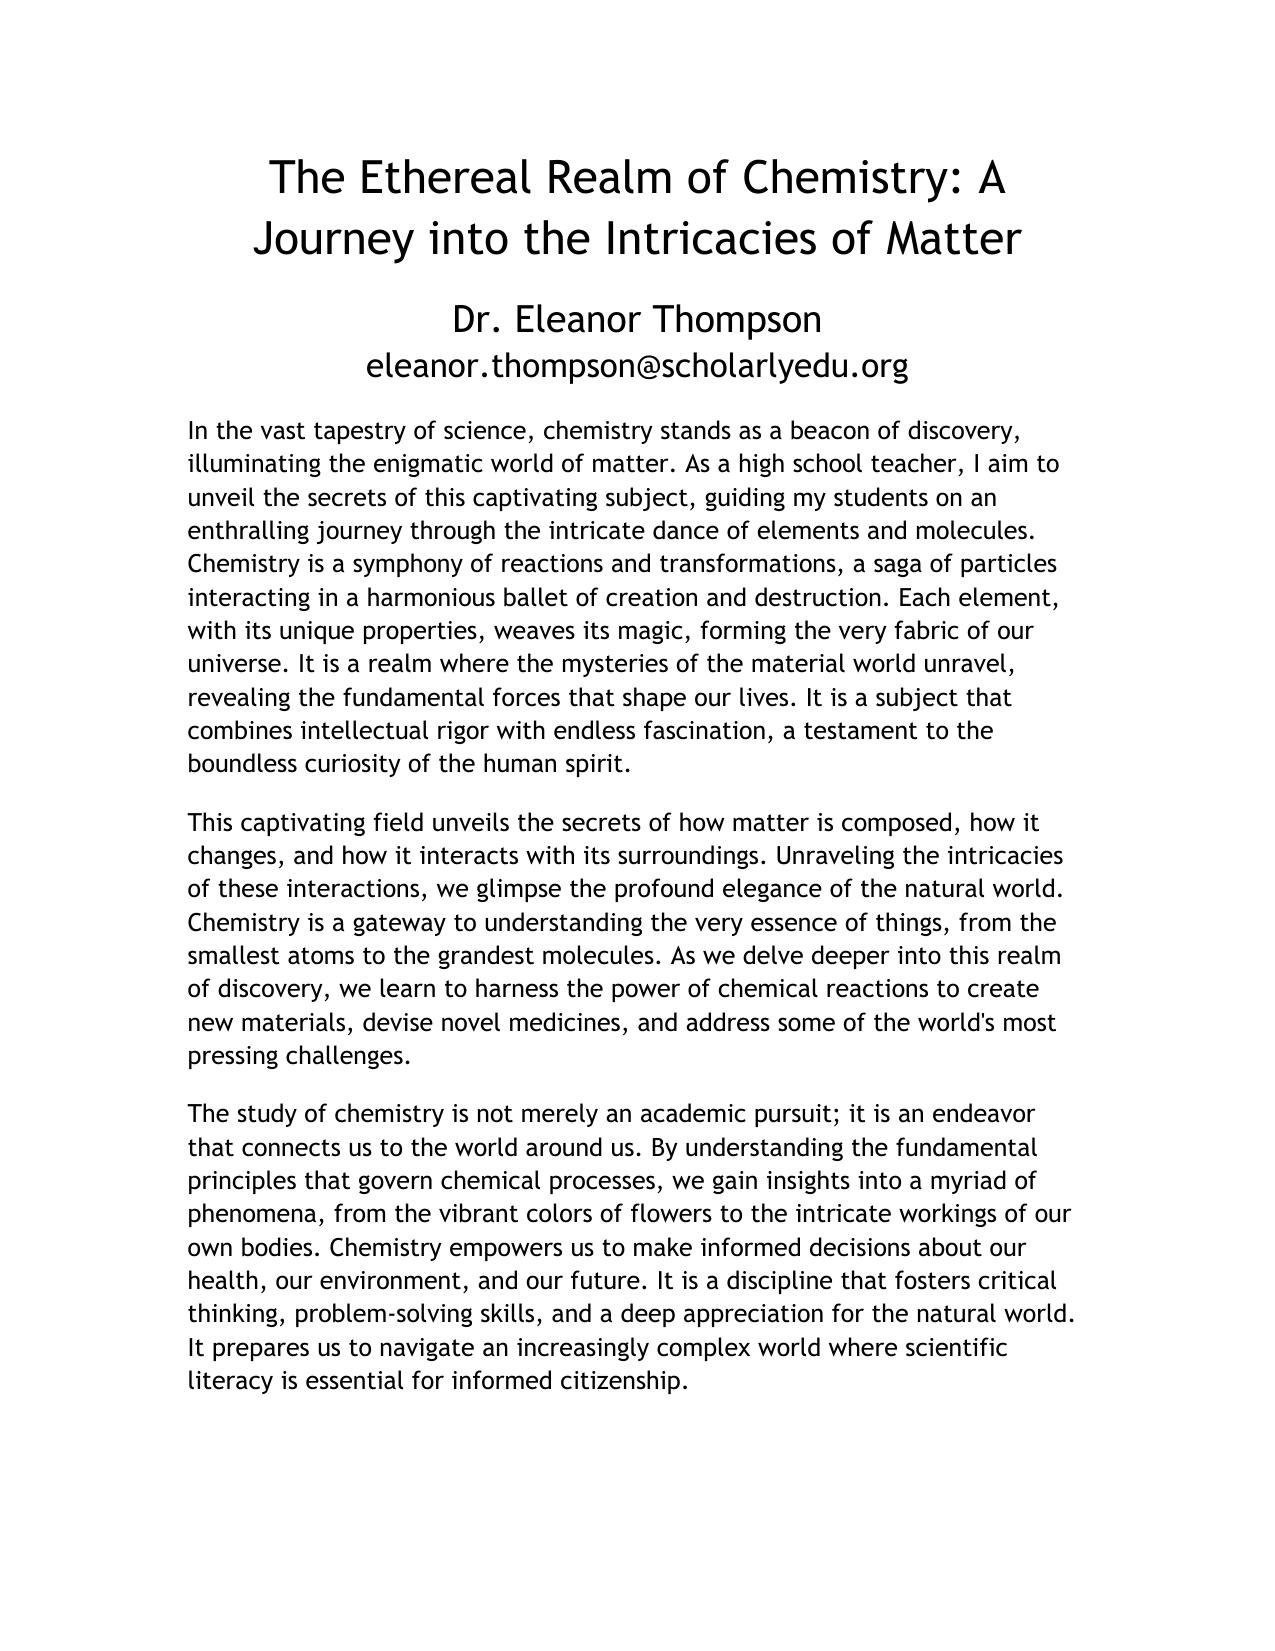 The Ethereal Realm of Chemistry: A
Journey into the Intricacies of Matter
Dr. Eleanor Thompson
eleanor.thompson@scholarlyedu.org
In the vast tapestry of science, chemistry stands as a beacon of discovery,
illuminating the enigmatic world of matter. As a high school teacher, I aim to
unveil the secrets of this captivating subject, guiding my students on an
enthralling journey through the intricate dance of elements and molecules.
Chemistry is a symphony of reactions and transformations, a saga of particles
interacting in a harmonious ballet of creation and destruction. Each element,
with its unique properties, weaves its magic, forming the very fabric of our
universe. It is a realm where the mysteries of the material world unravel,
revealing the fundamental forces that shape our lives. It is a subject that
combines intellectual rigor with endless fascination, a testament to the
boundless curiosity of the human spirit.
This captivating field unveils the secrets of how matter is composed, how it
changes, and how it interacts with its surroundings. Unraveling the intricacies
of these interactions, we glimpse the profound elegance of the natural world.
Chemistry is a gateway to understanding the very essence of things, from the
smallest atoms to the grandest molecules. As we delve deeper into this realm
of discovery, we learn to harness the power of chemical reactions to create
new materials, devise novel medicines, and address some of the world's most
pressing challenges.
The study of chemistry is not merely an academic pursuit; it is an endeavor
that connects us to the world around us. By understanding the fundamental
principles that govern chemical processes, we gain insights into a myriad of
phenomena, from the vibrant colors of flowers to the intricate workings of our
own bodies. Chemistry empowers us to make informed decisions about our
health, our environment, and our future. It is a discipline that fosters critical
thinking, problem-solving skills, and a deep appreciation for the natural world.
It prepares us to navigate an increasingly complex world where scientific
literacy is essential for informed citizenship.